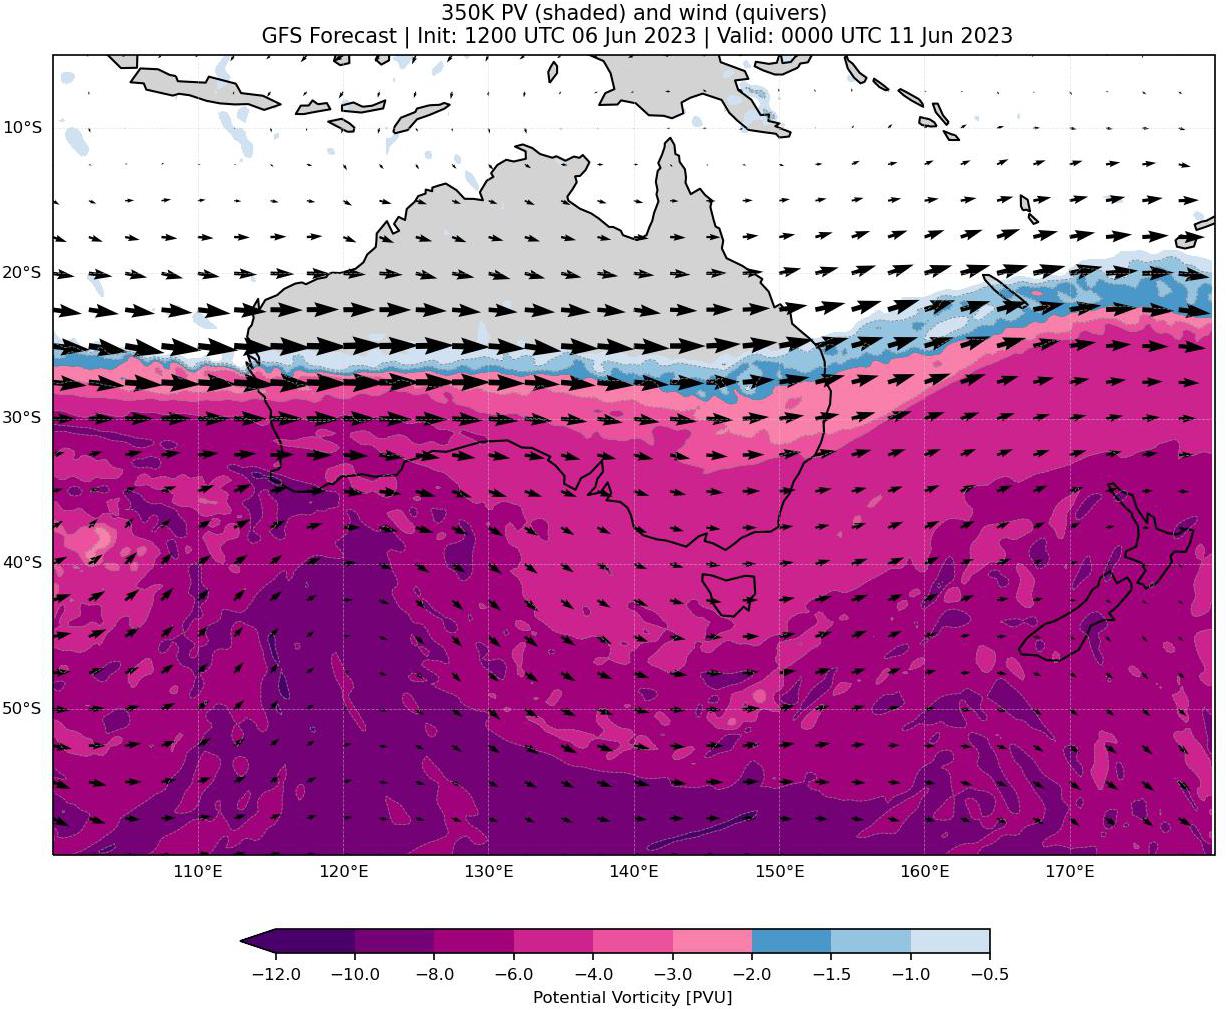 350K PV (shaded) and wind (quivers)
GFS Forecast | Init: 1200 UTC 06 Jun 2023 | Valid: 0000 UTC 11 Jun 2023
10°S
20°S
30°S
40°S
50°S
110°E 120°E 130°E 140°E 150°E 160°E 170°E
−12.0 −10.0 −8.0 −6.0 −4.0 −3.0 −2.0 −1.5 −1.0 −0.5
Potential Vorticity [PVU]